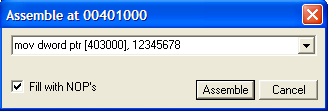 Assemble at 00401000
mov dword ptr [403000], 12345678
Fill with NOP's
Assemble
Cancel